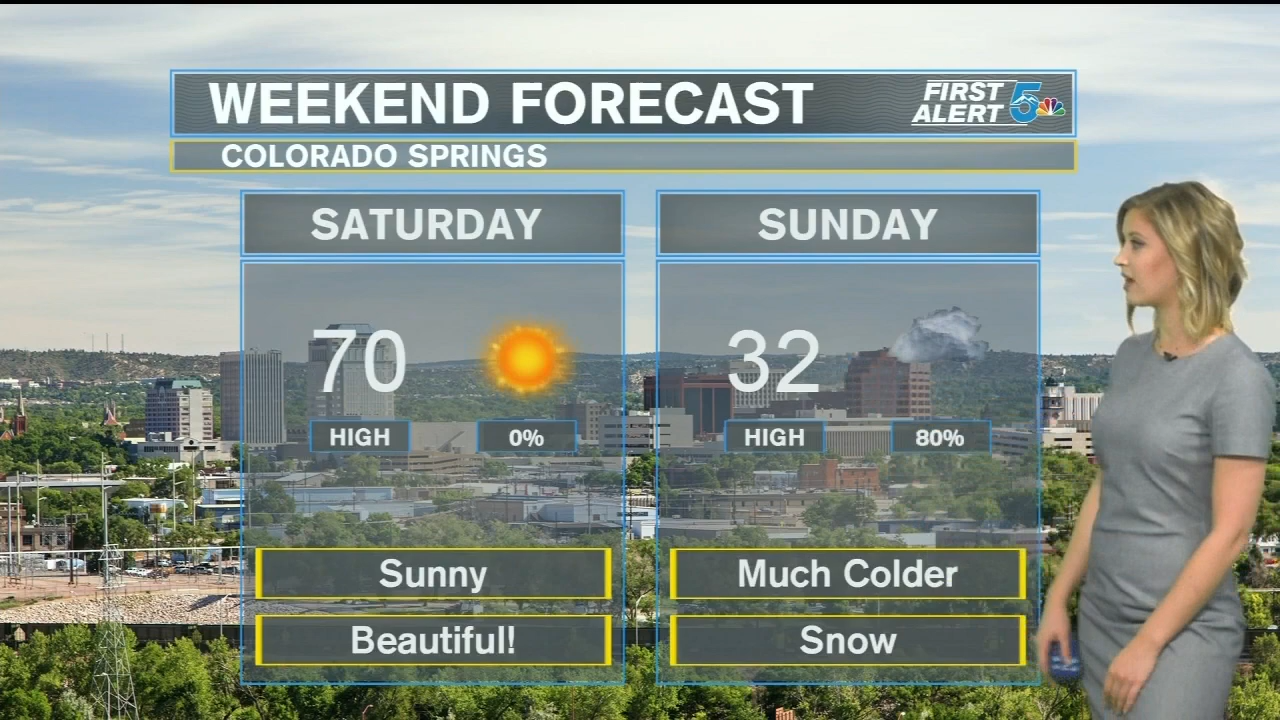 WEEKEND FORECAST
FIRST
ALERT 5
COLORADO SPRINGS
SATURDAY
70
HIGH
0%
Sunny
Beautiful!
SUNDAY
32
HIGH
80%
Much Colder
Snow